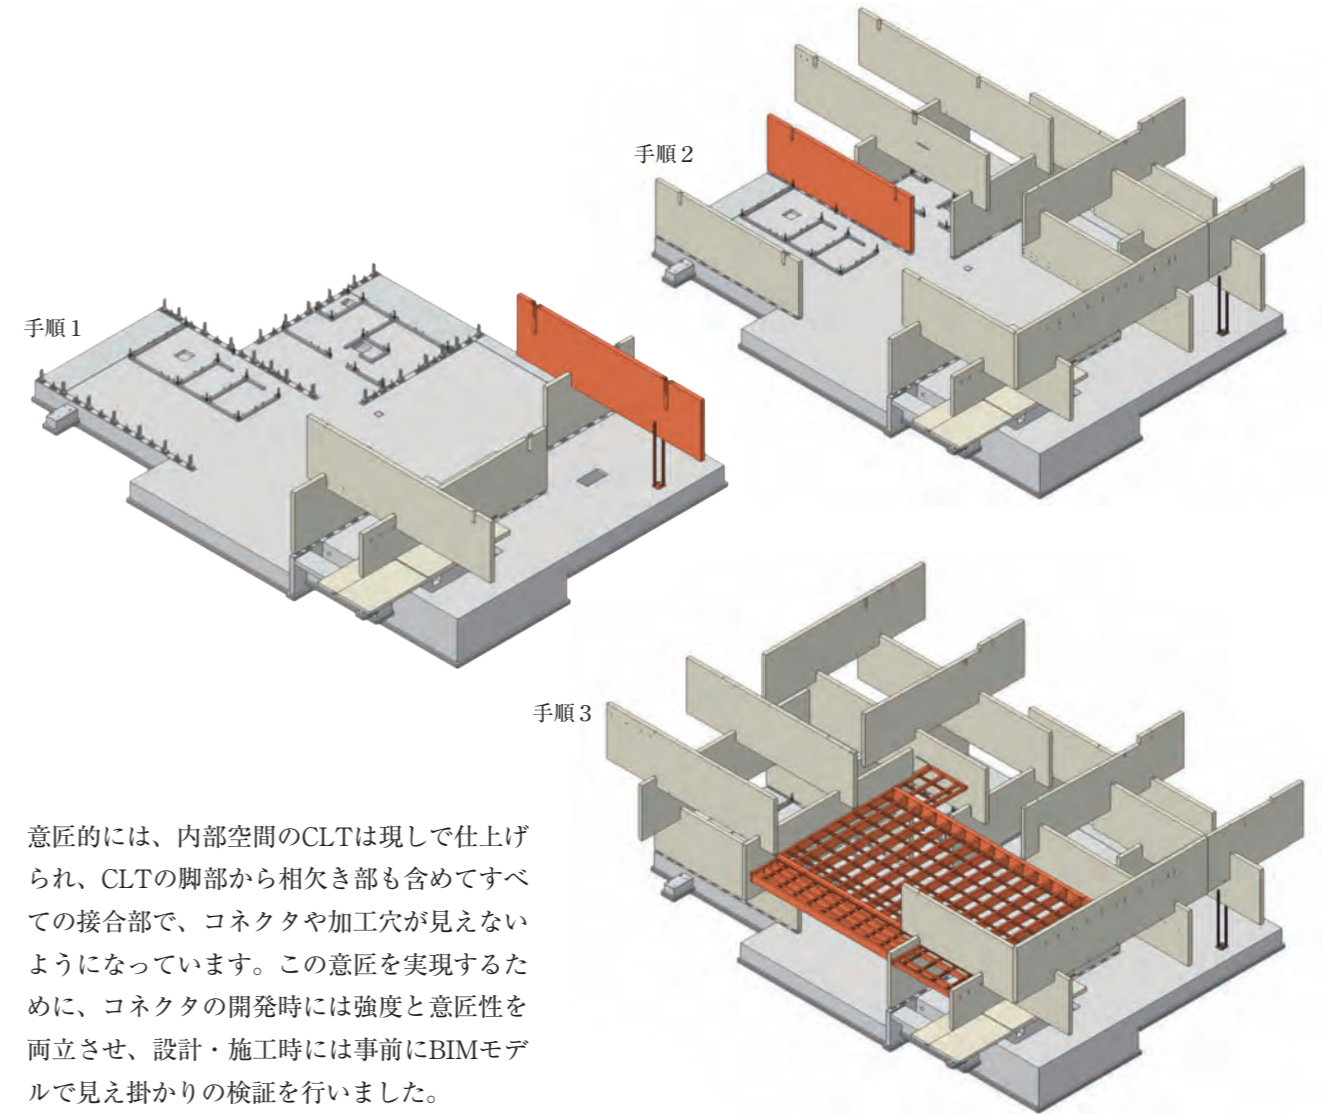 手順1
手順2
手順3
意匠的には、内部空間のCLTは現しで仕上げ
られ、CLTの脚部から相欠き部も含めてすべ
ての接合部で、コネクタや加工穴が見えない
ようになっています。この意匠を実現するた
めに、コネクタの開発時には強度と意匠性を
両立させ、設計・施工時には事前にBIMモデ
ルで見え掛かりの検証を行いました。